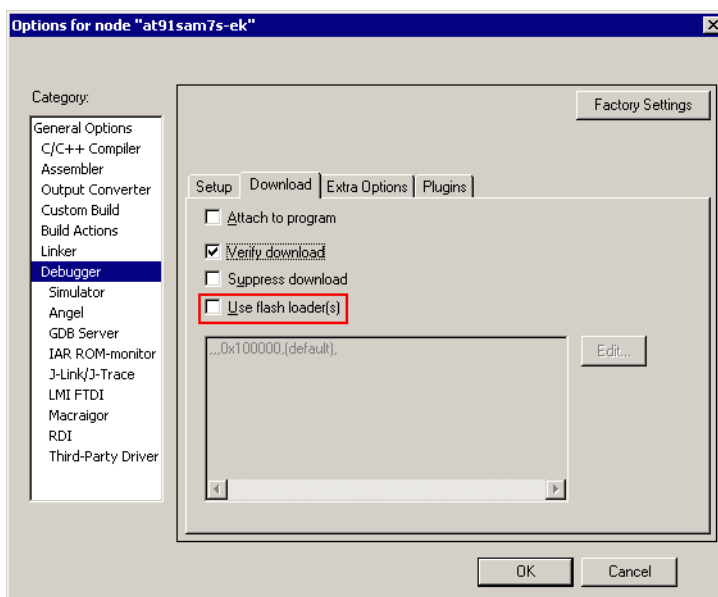 Options for node "at91sam7s-ek"
Category:
Factory Settings
General Options
C/C++ Compiler
Assembler
Output Converter
Custom Build
Build Actions
Linker
Debugger
Simulator
Angel
GDB Server
IAR ROM-monitor
J-Link/J-Trace
LMI FTDI
Macraigor
RDI
Third-Party Driver
Setup Download Extra Options Plugins
Attach to program
Verify download
Suppress download
Use flash loader(s)
,,,0x100000,(default),
Edit...
OK Cancel